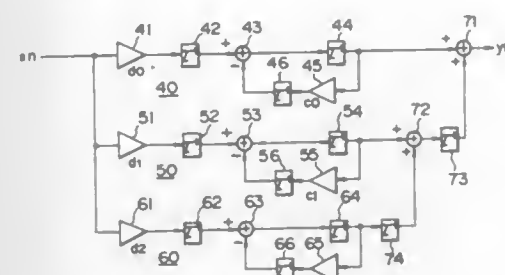 41 42 43 44 71
an + + + yn
- 46 45
d0 40 c0
51 52 53 54 72
+ + +
- 56 55 73
d1 50 c1
61 62 63 64
+
- 66 65 74
d2 60